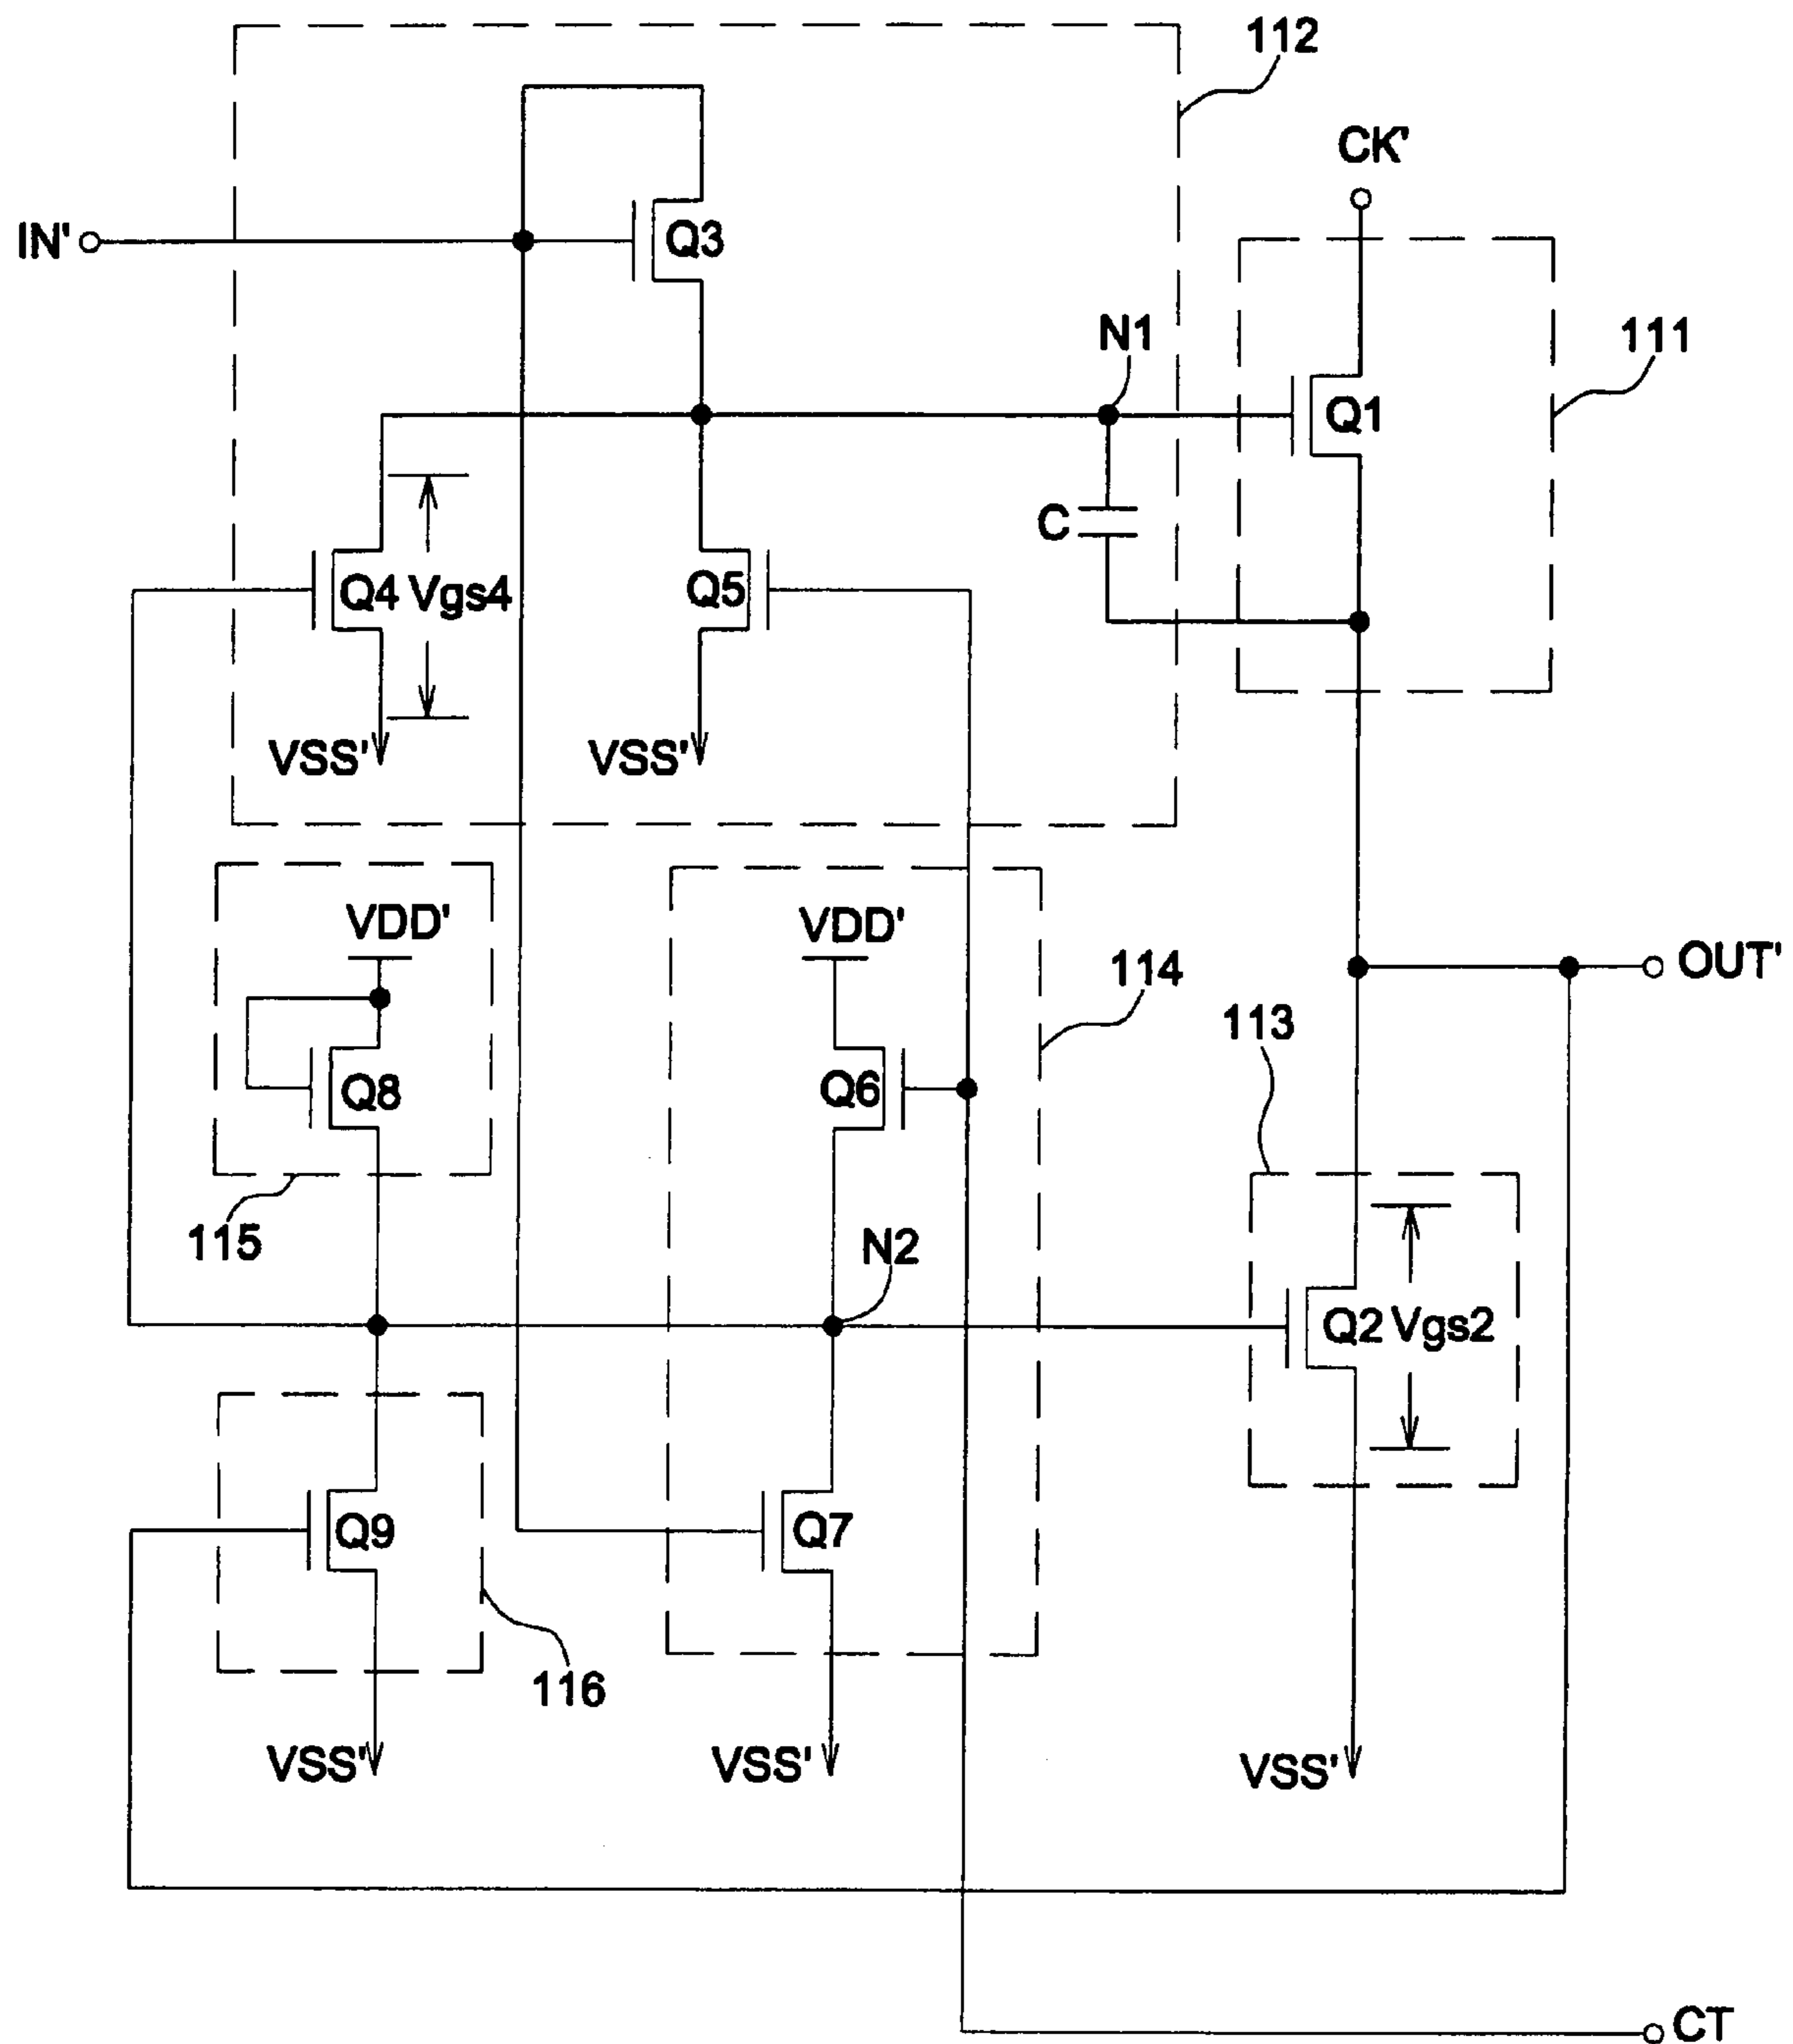 112
CK'
IN'
Q3
N1
111
Q1
C
Q4 Vgs4
Q5
VSS'
VSS'
VDD'
VDD'
114
OUT'
113
Q8
Q6
115
N2
Q2 Vgs2
Q9
Q7
116
VSS'
VSS'
VSS'
CT